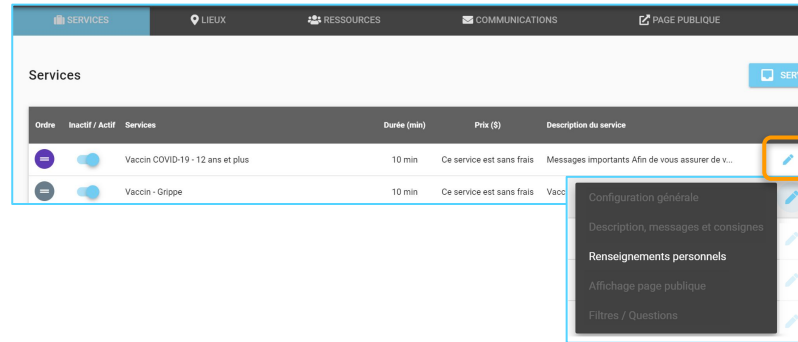 SERVICES LIEUX RESSOURCES COMMUNICATIONS PAGE PUBLIQUE
Services
Ordre Inactif / Actif Services Durée (min) Prix ($) Description du service
Vaccin COVID-19 - 12 ans et plus 10 min Ce service est sans frais Messages importants Afin de vous assurer de v...
Vaccin - Grippe 10 min Ce service est sans frais
Configuration générale
Description, messages et consignes
Renseignements personnels
Affichage page publique
Filtres / Questions